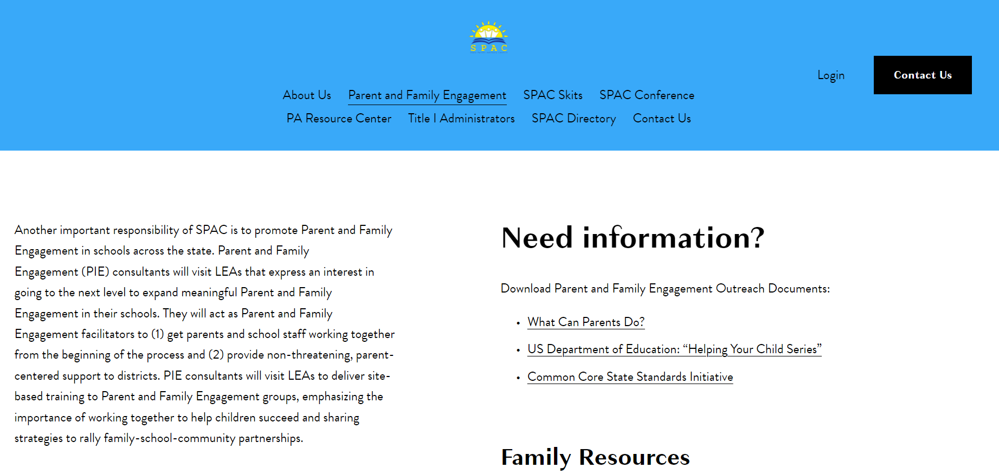 SPAC
About Us Parent and Family Engagement SPAC Skits SPAC Conference
PA Resource Center Title I Administrators SPAC Directory Contact Us
Login
Contact Us
Another important responsibility of SPAC is to promote Parent and Family
Engagement in schools across the state. Parent and Family
Engagement (PIE) consultants will visit LEAs that express an interest in
going to the next level to expand meaningful Parent and Family
Engagement in their schools. They will act as Parent and Family
Engagement facilitators to (1) get parents and school staff working together
from the beginning of the process and (2) provide non-threatening, parent-
centered support to districts. PIE consultants will visit LEAs to deliver site-
based training to Parent and Family Engagement groups, emphasizing the
importance of working together to help children succeed and sharing
strategies to rally family-school-community partnerships.
Need information?
Download Parent and Family Engagement Outreach Documents:
• What Can Parents Do?
• US Department of Education: “Helping Your Child Series”
• Common Core State Standards Initiative
Family Resources